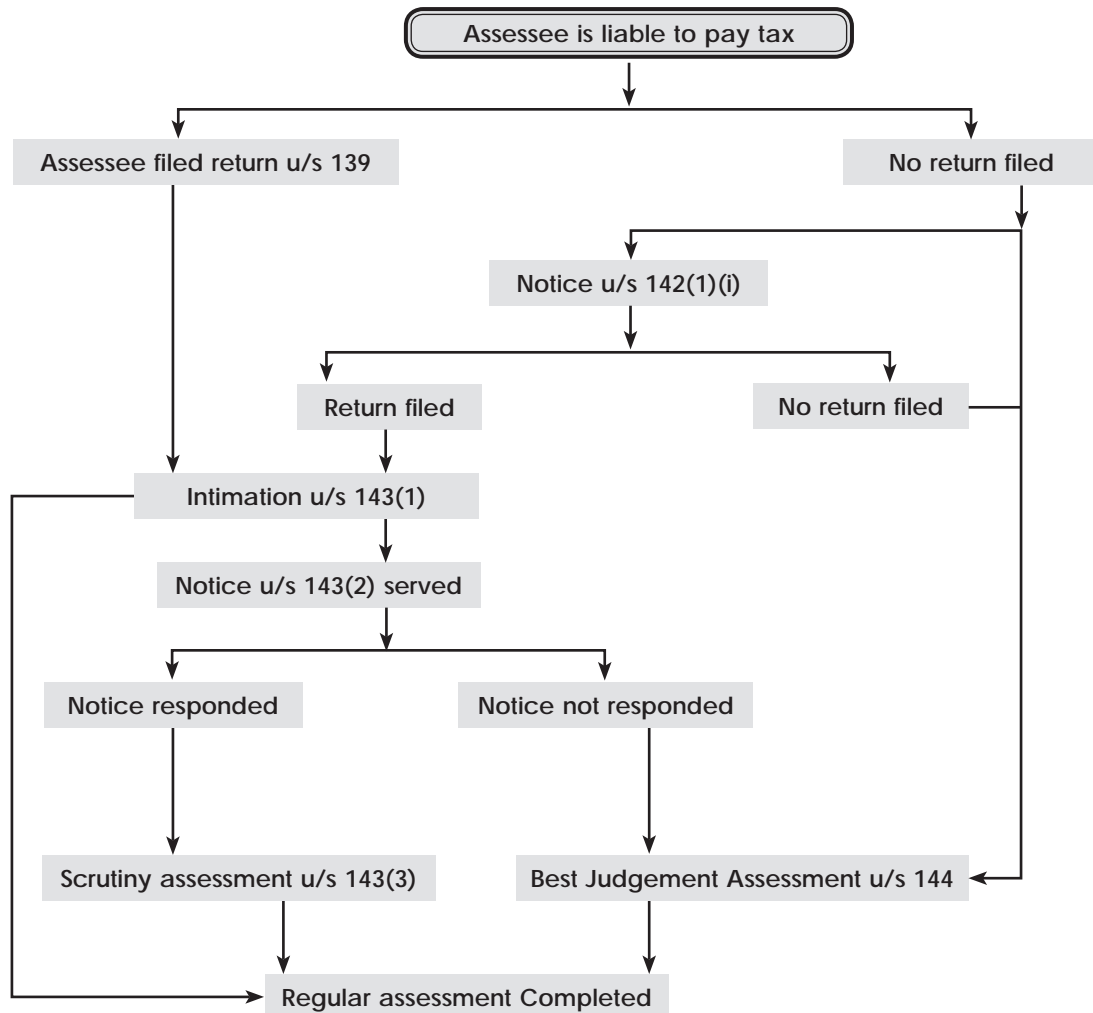 Assessee is liable to pay tax
Assessee filed return u/s 139
No return filed
Notice u/s 142(1)(i)
Return filed
No return filed
Intimation u/s 143(1)
Notice u/s 143(2) served
Notice responded
Notice not responded
Scrutiny assessment u/s 143(3)
Best Judgement Assessment u/s 144
Regular assessment Completed